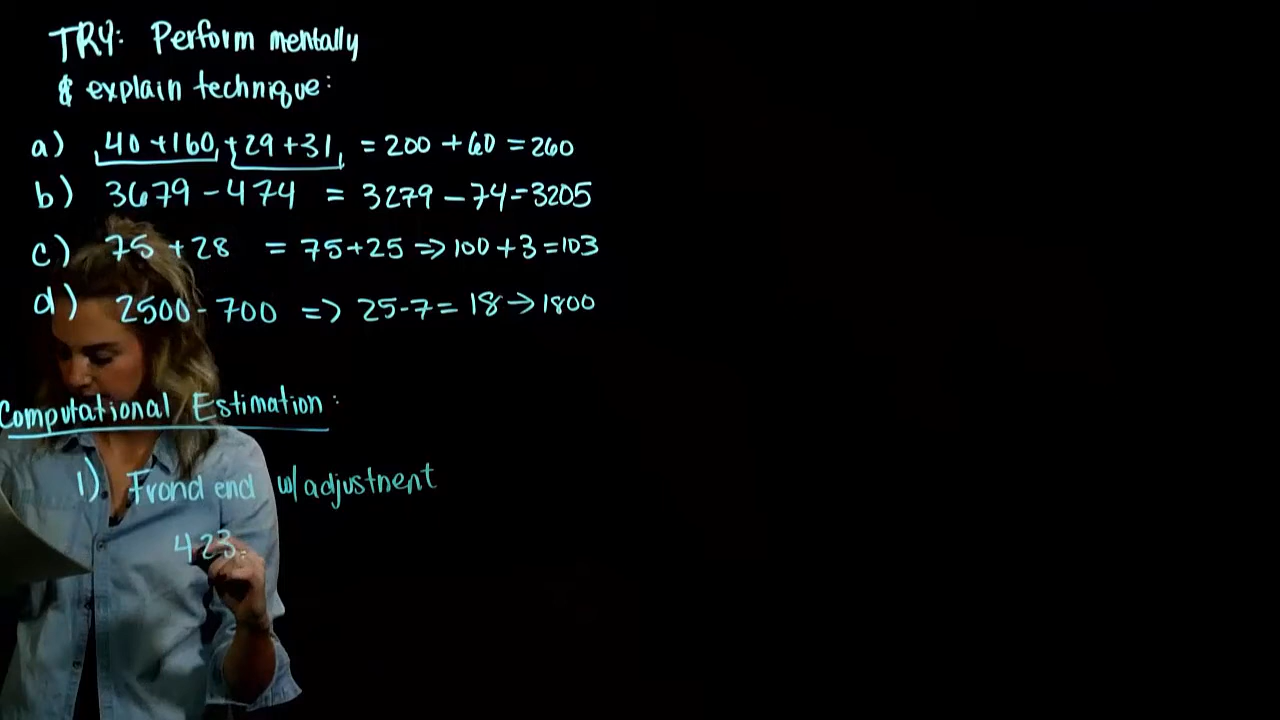 TRY: Perform mentally
& explain technique:
a) 40 + 160 + 29 + 31 = 200 + 60 = 260
b) 3679 - 474 = 3279 - 74 = 3205
c) 75 + 28 = 75 + 25 => 100 + 3 = 103
d) 2500 - 700 => 25 - 7 = 18 → 1800
Computational Estimation:
1) Frond end w/ adjustment
423